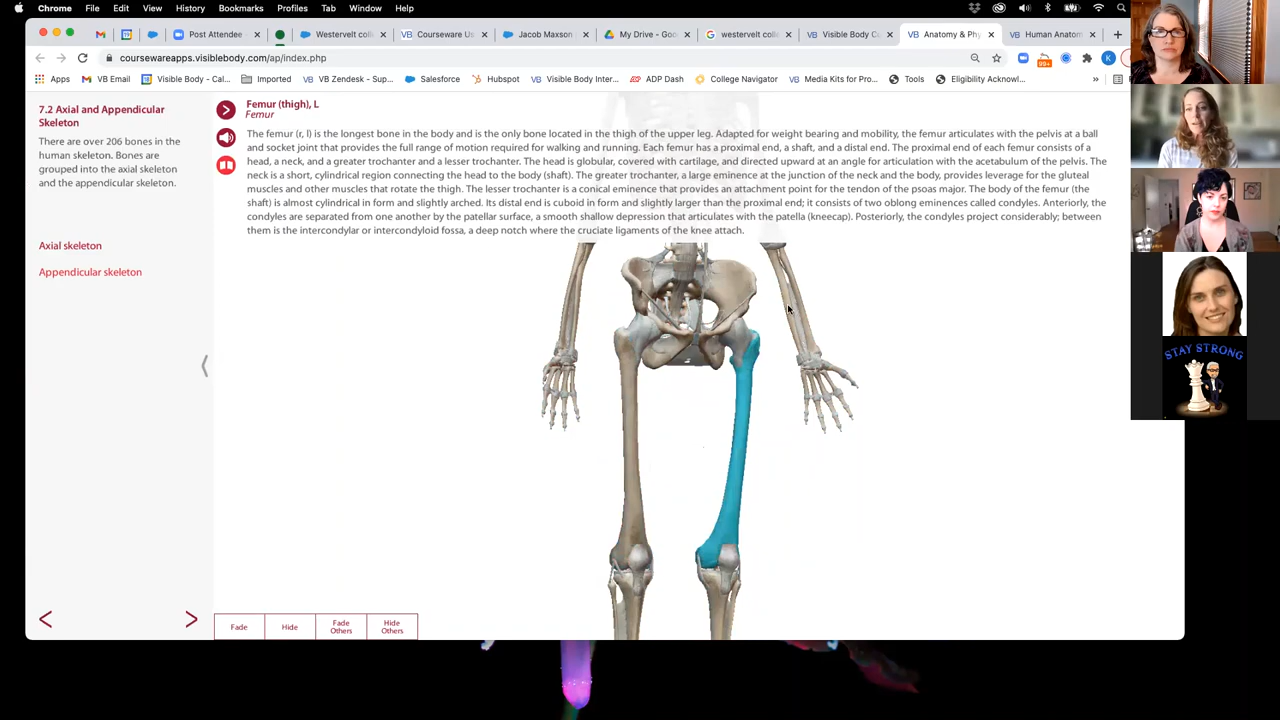 Chrome File Edit View History Bookmarks Profiles Tab Window Help
Post Attendee Westervelt coll Courseware Us Jacob Maxson My Drive - Goo westervelt colle Visible Body Co Anatomy & Phy Human Anatom
coursewareapps.visiblebody.com/ap/index.php
99+ K
Apps VB Email Visible Body - Cal... Imported VB Zendesk - Sup... Salesforce Hubspot Visible Body Inter... ADP Dash College Navigator Media Kits for Pro... Tools Eligibility Acknowl...
7.2 Axial and Appendicular
Skeleton
There are over 206 bones in the
human skeleton. Bones are
grouped into the axial skeleton
and the appendicular skeleton.
Axial skeleton
Appendicular skeleton
Femur (thigh), L
Femur
The femur (r, l) is the longest bone in the body and is the only bone located in the thigh of the upper leg. Adapted for weight bearing and mobility, the femur articulates with the pelvis at a ball
and socket joint that provides the full range of motion required for walking and running. Each femur has a proximal end, a shaft, and a distal end. The proximal end of each femur consists of a
head, a neck, and a greater trochanter and a lesser trochanter. The head is globular, covered with cartilage, and directed upward at an angle for articulation with the acetabulum of the pelvis. The
neck is a short, cylindrical region connecting the head to the body (shaft). The greater trochanter, a large eminence at the junction of the neck and the body, provides leverage for the gluteal
muscles and other muscles that rotate the thigh. The lesser trochanter is a conical eminence that provides an attachment point for the tendon of the psoas major. The body of the femur (the
shaft) is almost cylindrical in form and slightly arched. Its distal end is cuboid in form and slightly larger than the proximal end; it consists of two oblong eminences called condyles. Anteriorly, the
condyles are separated from one another by the patellar surface, a smooth shallow depression that articulates with the patella (kneecap). Posteriorly, the condyles project considerably; between
them is the intercondylar or intercondyloid fossa, a deep notch where the cruciate ligaments of the knee attach.
Fade
Hide
Fade
Others
Hide
Others
STAY STRONG